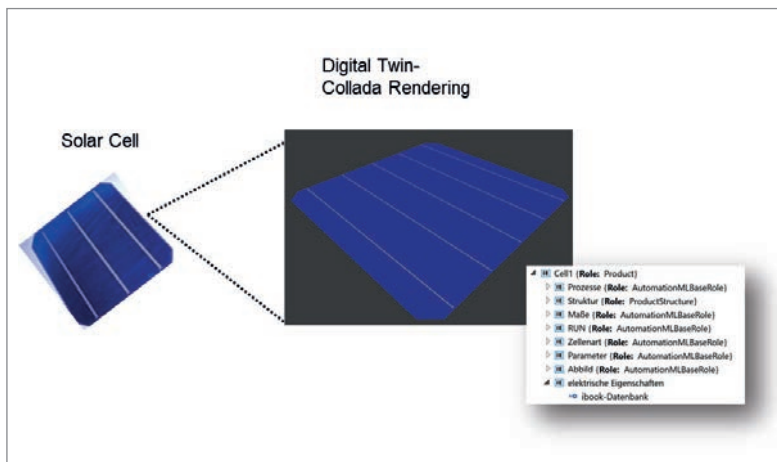 Digital Twin-
Collada Rendering
Solar Cell
Cell1 {Role: Product}
Prozesse {Role: AutomationMLBaseRole}
Struktur {Role: ProductStructure}
Maße {Role: AutomationMLBaseRole}
RUN {Role: AutomationMLBaseRole}
Zellenart {Role: AutomationMLBaseRole}
Parameter {Role: AutomationMLBaseRole}
Abbild {Role: AutomationMLBaseRole}
elektrische Eigenschaften
ibook-Datenbank